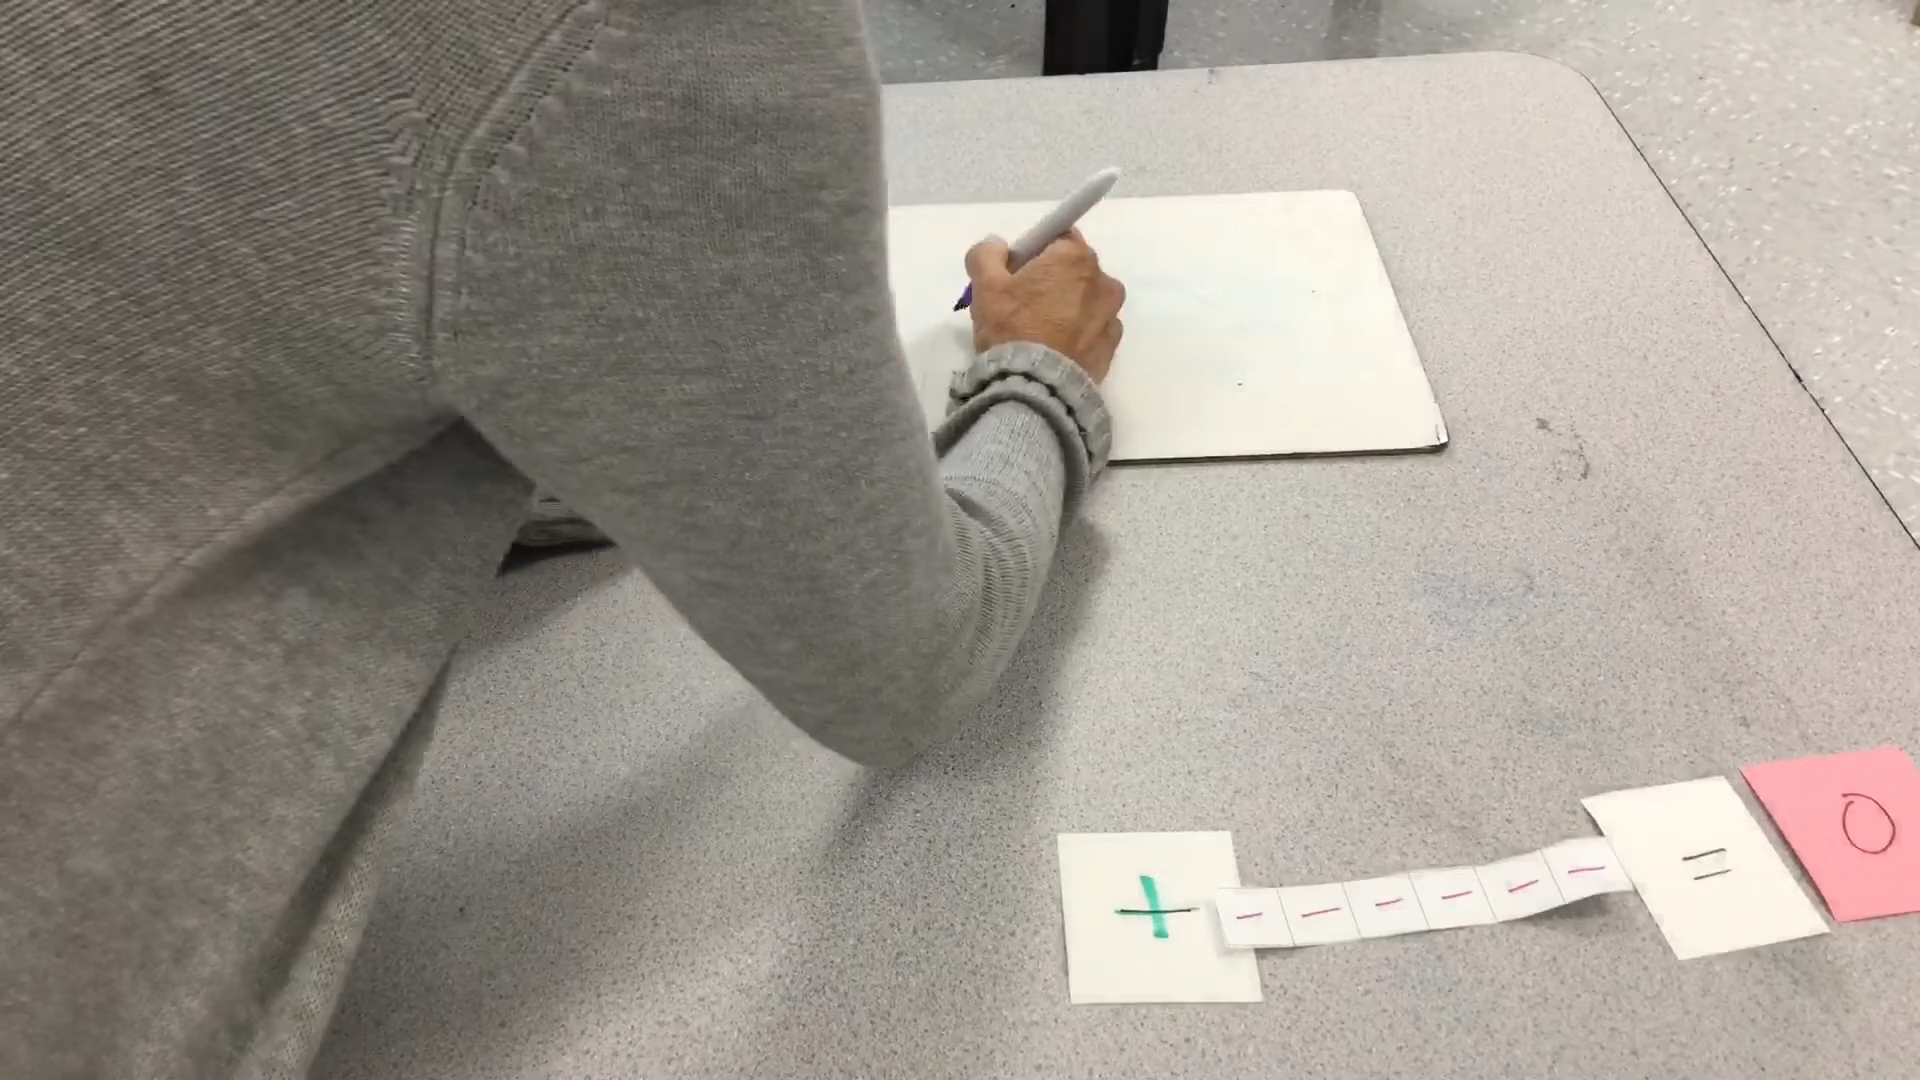 + - - - - - - = 0